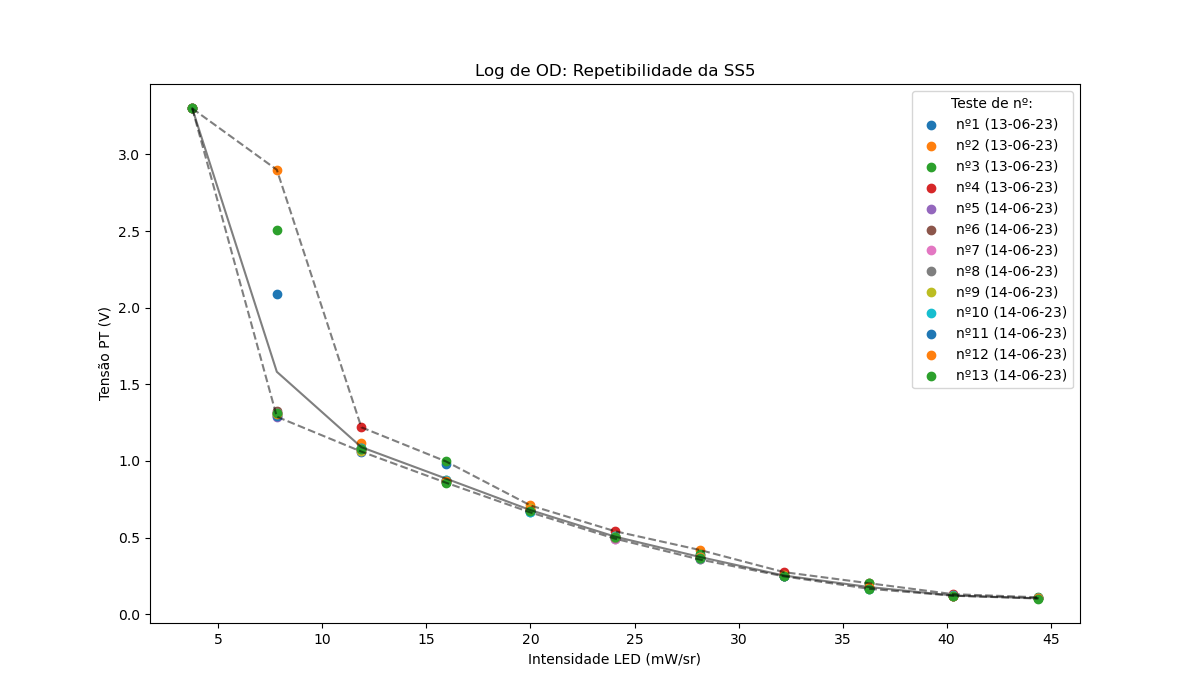 Log de OD: Repetibilidade da SS5
Tensão PT (V)
3.0
2.5
2.0
1.5
1.0
0.5
0.0
5 10 15 20 25 30 35 40 45
Intensidade LED (mW/sr)
Teste de nº:
nº1 (13-06-23)
nº2 (13-06-23)
nº3 (13-06-23)
nº4 (13-06-23)
nº5 (14-06-23)
nº6 (14-06-23)
nº7 (14-06-23)
nº8 (14-06-23)
nº9 (14-06-23)
nº10 (14-06-23)
nº11 (14-06-23)
nº12 (14-06-23)
nº13 (14-06-23)